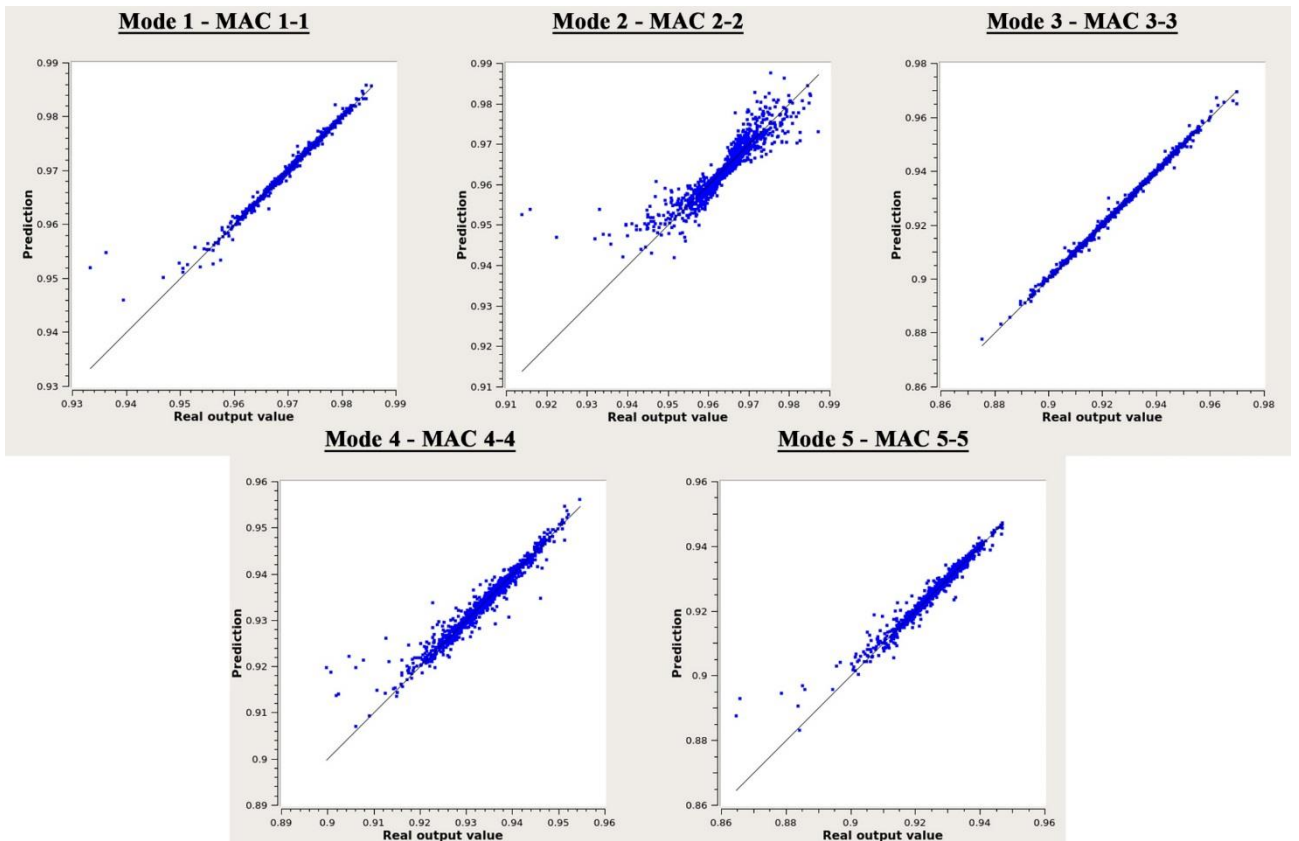 Mode 1 - MAC 1-1
Mode 2 - MAC 2-2
Mode 3 - MAC 3-3
0.99
0.98
0.97
0.96
0.95
0.94
0.93
Prediction
0.93 0.94 0.95 0.96 0.97 0.98 0.99
Real output value
0.99
0.98
0.97
0.96
0.95
0.94
0.93
0.92
0.91
Prediction
0.91 0.92 0.93 0.94 0.95 0.96 0.97 0.98 0.99
Real output value
0.98
0.96
0.94
0.92
0.9
0.88
0.86
Prediction
0.86 0.88 0.9 0.92 0.94 0.96 0.98
Real output value
Mode 4 - MAC 4-4
Mode 5 - MAC 5-5
0.96
0.95
0.94
0.93
0.92
0.91
0.9
0.89
Prediction
0.89 0.9 0.91 0.92 0.93 0.94 0.95 0.96
Real output value
0.96
0.94
0.92
0.9
0.88
0.86
Prediction
0.86 0.88 0.9 0.92 0.94 0.96
Real output value